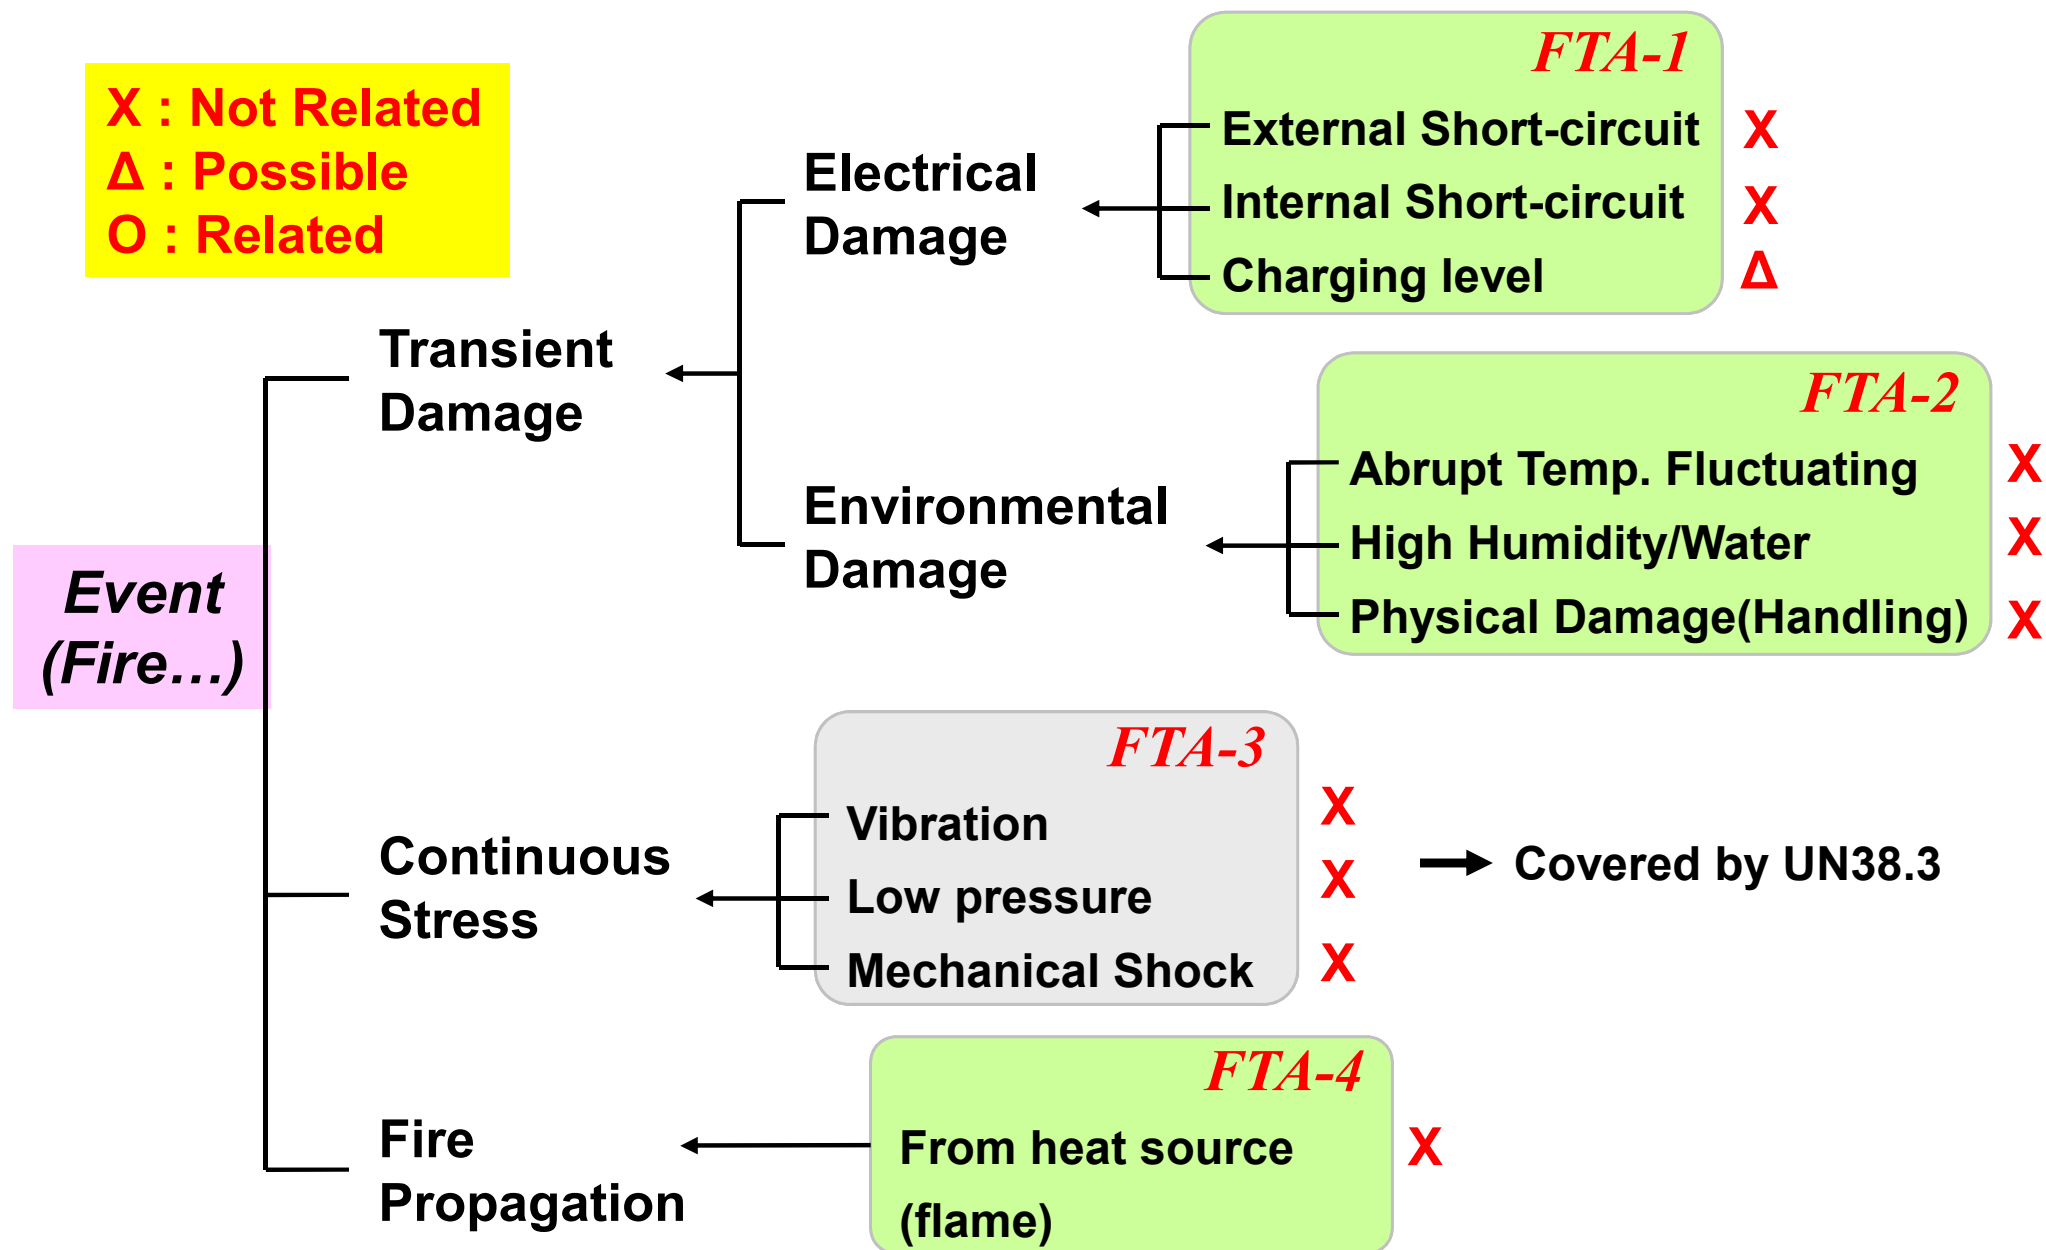 X : Not Related
Δ : Possible
O : Related
Event
(Fire…)
Transient
Damage
Electrical
Damage
FTA-1
External Short-circuit X
Internal Short-circuit X
Charging level Δ
Environmental
Damage
FTA-2
Abrupt Temp. Fluctuating X
High Humidity/Water X
Physical Damage(Handling) X
Continuous
Stress
FTA-3
Vibration X
Low pressure X
Mechanical Shock X
Covered by UN38.3
Fire
Propagation
FTA-4
From heat source X
(flame)